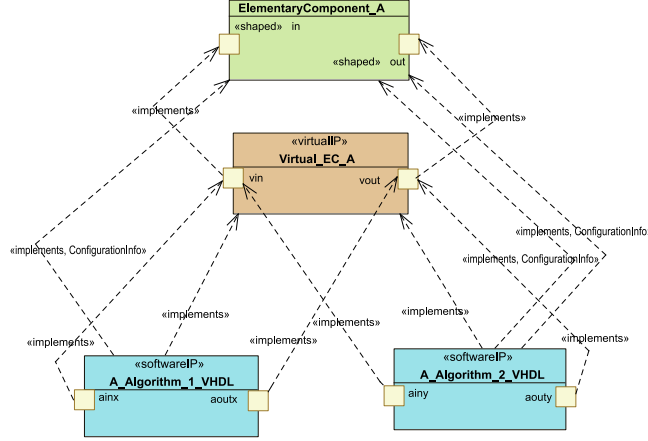 ElementaryComponent_A
«shaped» in
«shaped» out
«implements»
«implements»
«virtualIP»
Virtual_EC_A
vin
vout
«implements, ConfigurationInfo»
«implements, ConfigurationInfo»
«implements, ConfigurationInfo»
«implements»
«implements»
«implements»
«implements»
«implements»
«implements»
«softwareIP»
A_Algorithm_1_VHDL
ainx
aoutx
«softwareIP»
A_Algorithm_2_VHDL
ainy
aouty